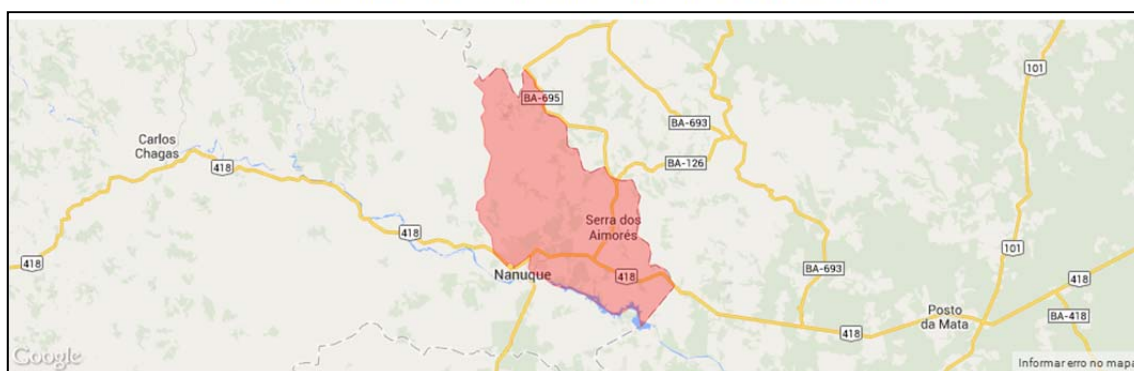 101
BA-695
BA-693
Carlos
Chagas
418
BA-126
Serra dos
Aimorés
418
101
418
Nanuque
418
BA-693
418
Posto
da Mata
418
BA-418
Google
Informar erro no mapa